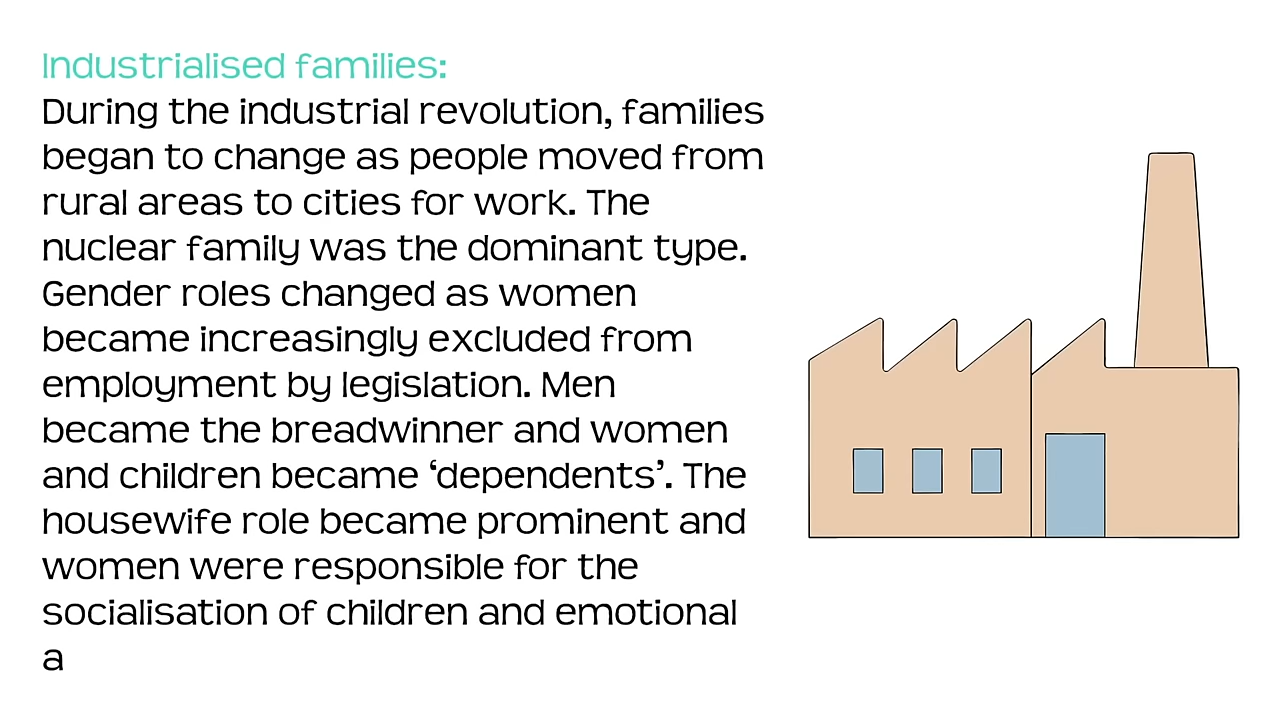 Industrialised families:
During the industrial revolution, families
began to change as people moved from
rural areas to cities for work. The
nuclear family was the dominant type.
Gender roles changed as women
became increasingly excluded from
employment by legislation. Men
became the breadwinner and women
and children became ‘dependents’. The
housewife role became prominent and
women were responsible for the
socialisation of children and emotional
a